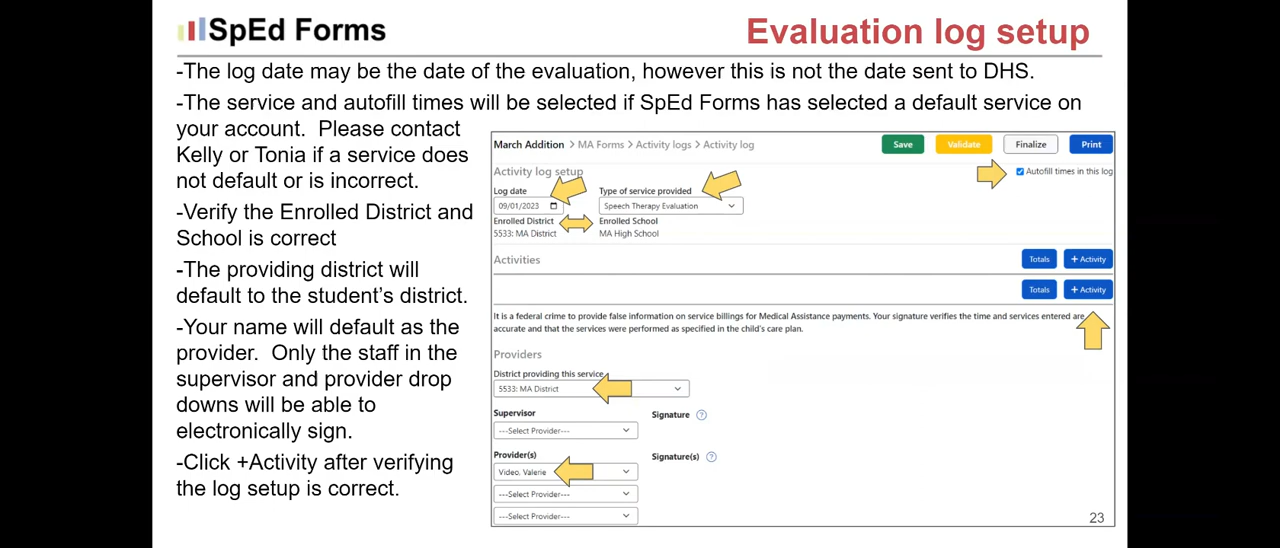 SpEd Forms
Evaluation log setup
-The log date may be the date of the evaluation, however this is not the date sent to DHS.
-The service and autofill times will be selected if SpEd Forms has selected a default service on
your account.  Please contact
Kelly or Tonia if a service does
not default or is incorrect.
-Verify the Enrolled District and
School is correct
-The providing district will
default to the student's district.
-Your name will default as the
provider.  Only the staff in the
supervisor and provider drop
downs will be able to
electronically sign.
-Click +Activity after verifying
the log setup is correct.
March Addition > MA Forms > Activity logs > Activity log
Save
Validate
Finalize
Print
Activity log setup
Autofill times in this log
Log date
Type of service provided
09/01/2023
Speech Therapy Evaluation
Enrolled District
Enrolled School
5533: MA District
MA High School
Activities
Totals
+ Activity
Totals
+ Activity
It is a federal crime to provide false information on service billings for Medical Assistance payments. Your signature verifies the time and services entered are
accurate and that the services were performed as specified in the child's care plan.
Providers
District providing this service
5533: MA District
Supervisor
Signature ?
---Select Provider---
Provider(s)
Signature(s) ?
Video, Valerie
---Select Provider---
---Select Provider---
23